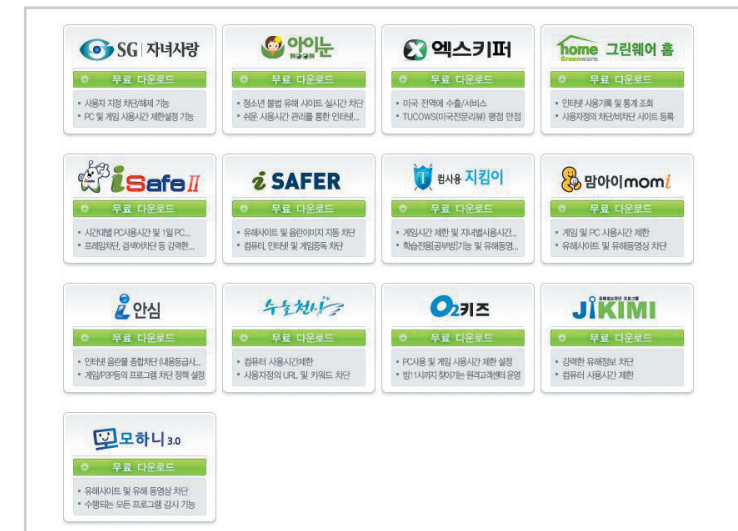 SG 자녀사랑
무료 다운로드
• 사용자 지정 차단/해제 기능
• PC 및 게임 사용시간 제한설정 기능
아이눈
무료 다운로드
• 청소년 불법 유해 사이트 실시간 차단
• 쉬운 사용시간 관리를 통한 인터넷...
엑스키퍼
무료 다운로드
• 미국 전역에 수출/서비스
• TUCOWS(미국전문리뷰) 평점 만점
home 그린웨어 홈
Greenware
무료 다운로드
• 인터넷 사용기록 및 통계 조회
• 사용자정의 차단/비차단 사이트 등록
iSafe II
무료 다운로드
• 시간대별 PC사용시간 및 1일 PC...
• 프레임차단, 검색어차단 등 강력한...
i SAFER
무료 다운로드
• 유해사이트 및 음란이미지 자동 차단
• 컴퓨터, 인터넷 및 게임중독 차단
컴사용 지킴이
무료 다운로드
• 게임시간 제한 및 자녀별사용시간...
• 학습전용[공부방]기능 및 유해동영...
맘아이momi
무료 다운로드
• 게임 및 PC 사용시간 제한
• 유해사이트 및 유해동영상 차단
i안심
무료 다운로드
• 인터넷 음란물 종합차단 (내용등급사...
• 게임/P2P등의 프로그램 차단 정책 설정
수호천사
무료 다운로드
• 컴퓨터 사용시간제한
• 사용자정의 URL 및 키워드 차단
O2키즈
무료 다운로드
• PC사용 및 게임 사용시간 제한 설정
• 밤11시까지 찾아가는 원격고객센터 운영
JiKIMI
무료 다운로드
• 강력한 유해정보 차단
• 컴퓨터 사용시간 제한
모하니 3.0
무료 다운로드
• 유해사이트 및 유해 동영상 차단
• 수행되는 모든 프로그램 감시 기능